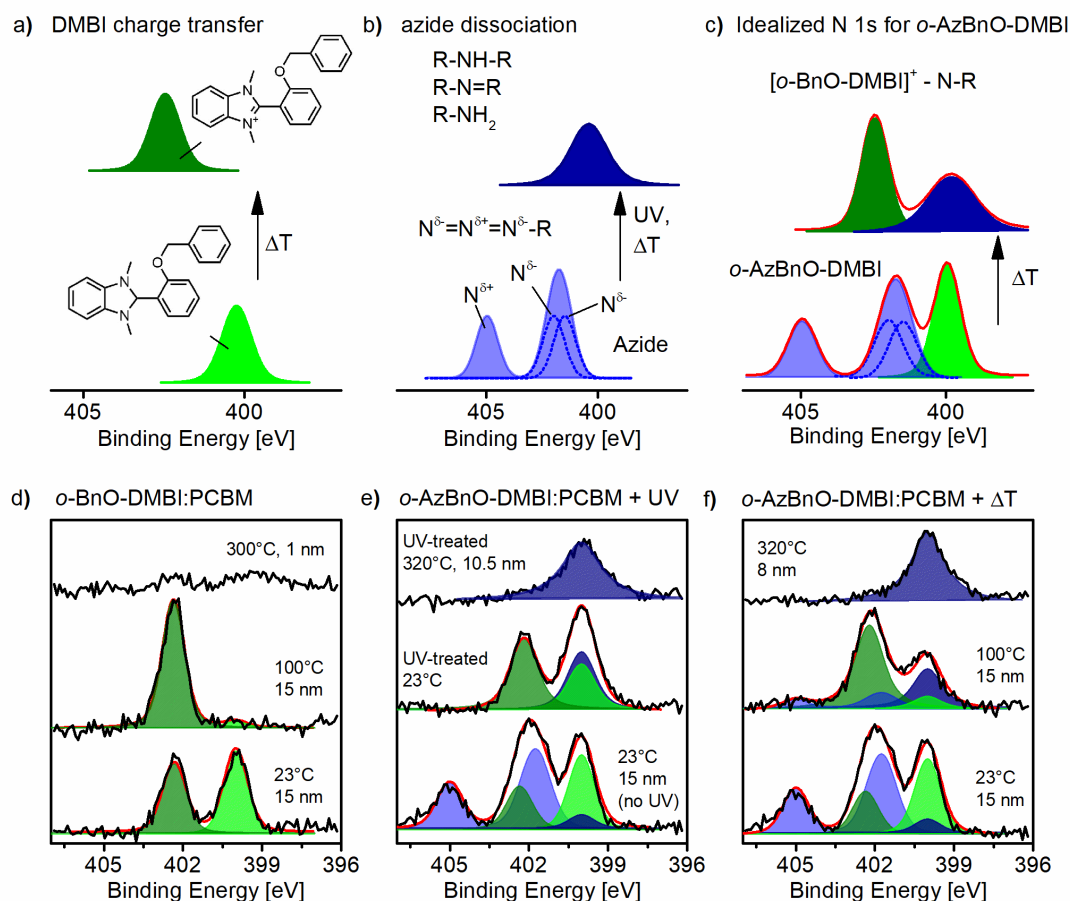 a) DMBI charge transfer
O
N
N⁺
ΔT
O
N
N
405 400
Binding Energy [eV]
b) azide dissociation
R-NH-R
R-N=R
R-NH₂
UV,
ΔT
Nᵟ⁻=Nᵟ⁺=Nᵟ⁻-R
Nᵟ⁻
Nᵟ⁺
Nᵟ⁻
Azide
405 400
Binding Energy [eV]
c) Idealized N 1s for o-AzBnO-DMBI
[o-BnO-DMBI]⁺ - N-R
o-AzBnO-DMBI
ΔT
405 400
Binding Energy [eV]
d) o-BnO-DMBI:PCBM
300°C, 1 nm
100°C
15 nm
23°C
15 nm
405 402 399 396
Binding Energy [eV]
e) o-AzBnO-DMBI:PCBM + UV
UV-treated
320°C, 10.5 nm
UV-treated
23°C
23°C
15 nm
(no UV)
405 402 399 396
Binding Energy [eV]
f) o-AzBnO-DMBI:PCBM + ΔT
320°C
8 nm
100°C
15 nm
23°C
15 nm
405 402 399 396
Binding Energy [eV]